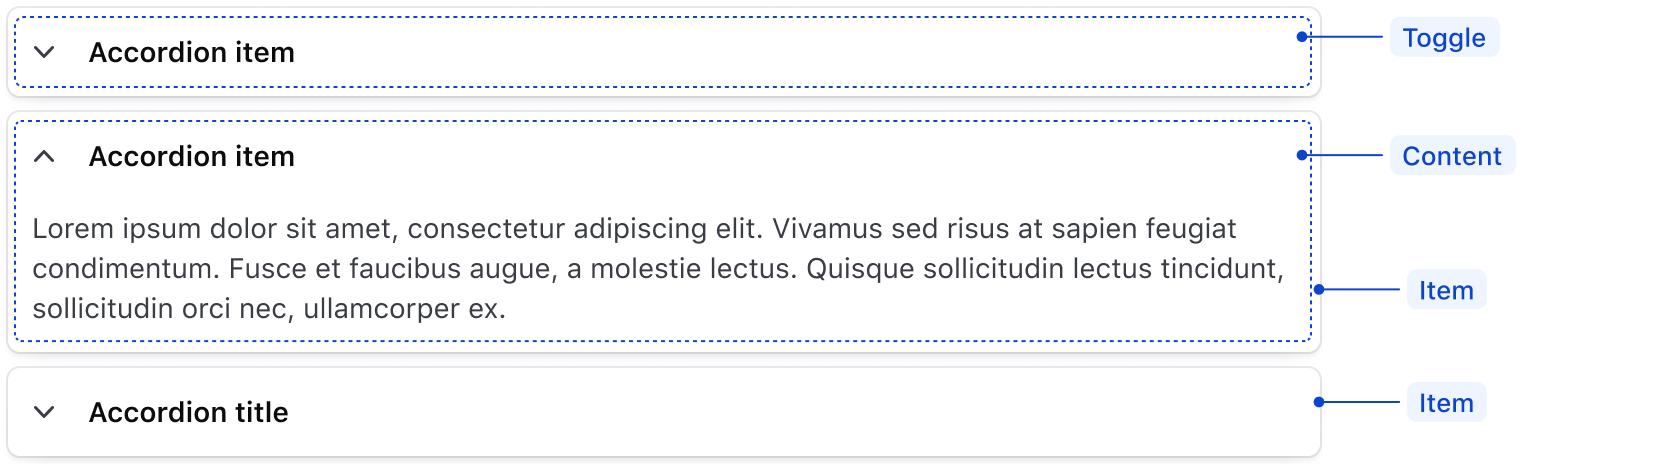 Accordion item
Toggle
Accordion item
Content
Lorem ipsum dolor sit amet, consectetur adipiscing elit. Vivamus sed risus at sapien feugiat
condimentum. Fusce et faucibus augue, a molestie lectus. Quisque sollicitudin lectus tincidunt,
sollicitudin orci nec, ullamcorper ex.
Item
Accordion title
Item